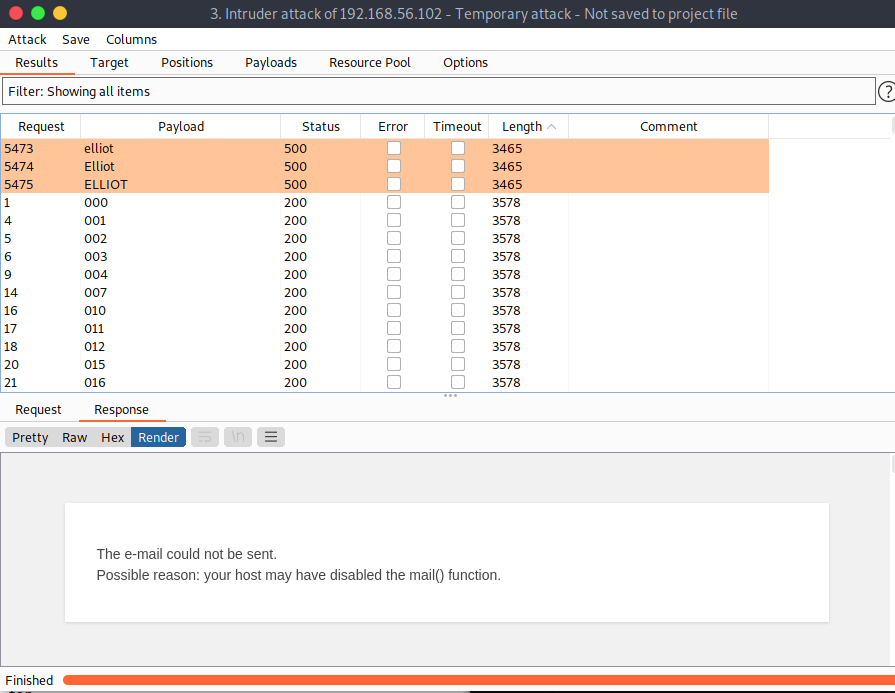 3. Intruder attack of 192.168.56.102 - Temporary attack - Not saved to project file
Attack Save Columns
Results Target Positions Payloads Resource Pool Options
Filter: Showing all items
?
Request Payload Status Error Timeout Length Comment
5473 elliot 500 3465
5474 Elliot 500 3465
5475 ELLIOT 500 3465
1 000 200 3578
4 001 200 3578
5 002 200 3578
6 003 200 3578
9 004 200 3578
14 007 200 3578
16 010 200 3578
17 011 200 3578
18 012 200 3578
20 015 200 3578
21 016 200 3578
Request Response
Pretty Raw Hex Render \n
The e-mail could not be sent.
Possible reason: your host may have disabled the mail() function.
Finished